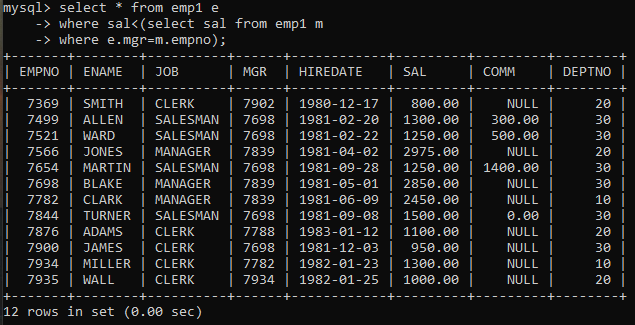 mysql> select * from emp1 e
    -> where sal<(select sal from emp1 m
    -> where e.mgr=m.empno);
+-------+--------+----------+------+------------+---------+---------+--------+
| EMPNO | ENAME  | JOB      | MGR  | HIREDATE   | SAL     | COMM    | DEPTNO |
+-------+--------+----------+------+------------+---------+---------+--------+
|  7369 | SMITH  | CLERK    | 7902 | 1980-12-17 |  800.00 |    NULL |     20 |
|  7499 | ALLEN  | SALESMAN | 7698 | 1981-02-20 | 1300.00 |  300.00 |     30 |
|  7521 | WARD   | SALESMAN | 7698 | 1981-02-22 | 1250.00 |  500.00 |     30 |
|  7566 | JONES  | MANAGER  | 7839 | 1981-04-02 | 2975.00 |    NULL |     20 |
|  7654 | MARTIN | SALESMAN | 7698 | 1981-09-28 | 1250.00 | 1400.00 |     30 |
|  7698 | BLAKE  | MANAGER  | 7839 | 1981-05-01 | 2850.00 |    NULL |     30 |
|  7782 | CLARK  | MANAGER  | 7839 | 1981-06-09 | 2450.00 |    NULL |     10 |
|  7844 | TURNER | SALESMAN | 7698 | 1981-09-08 | 1500.00 |    0.00 |     30 |
|  7876 | ADAMS  | CLERK    | 7788 | 1983-01-12 | 1100.00 |    NULL |     20 |
|  7900 | JAMES  | CLERK    | 7698 | 1981-12-03 |  950.00 |    NULL |     30 |
|  7934 | MILLER | CLERK    | 7782 | 1982-01-23 | 1300.00 |    NULL |     10 |
|  7935 | WALL   | CLERK    | 7934 | 1982-01-25 | 1000.00 |    NULL |     20 |
+-------+--------+----------+------+------------+---------+---------+--------+
12 rows in set (0.00 sec)